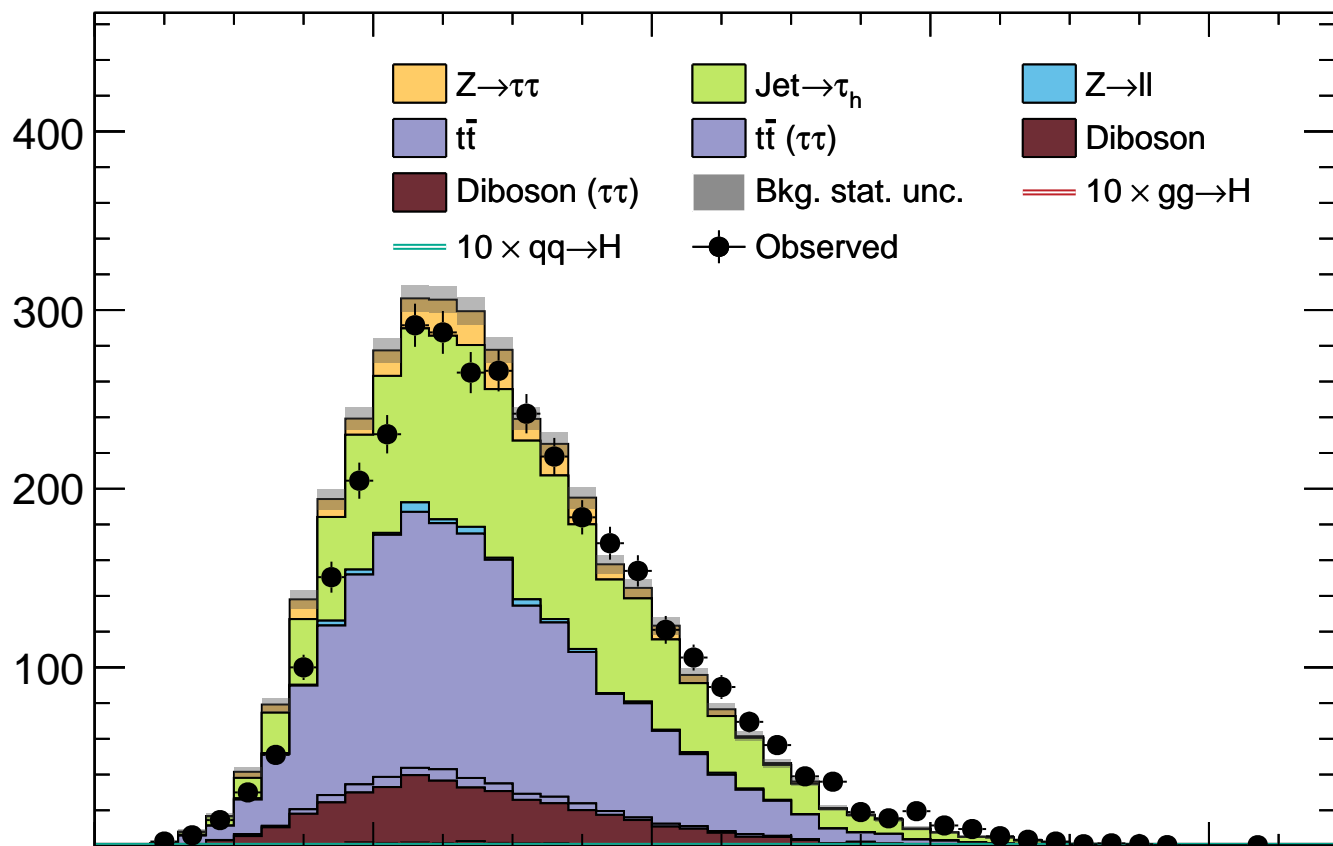 Z→ττ Jet→τh Z→ll
400
tt̄ tt̄ (ττ) Diboson
Diboson (ττ) Bkg. stat. unc. 10 × gg→H
10 × qq→H Observed
300
200
100